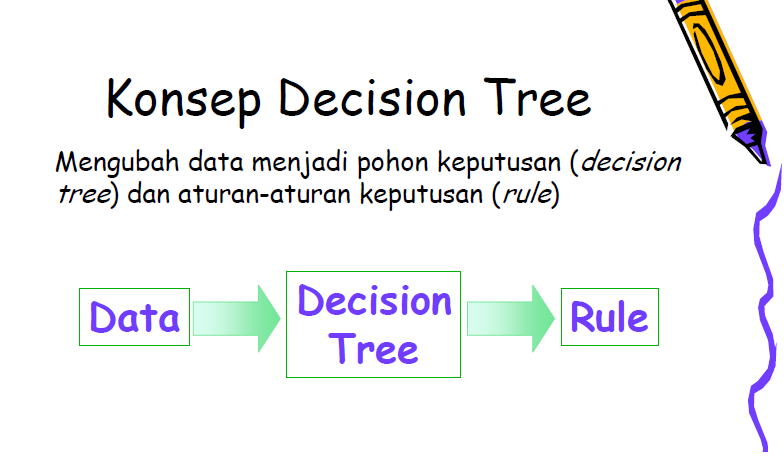 Konsep Decision Tree
Mengubah data menjadi pohon keputusan (decision
tree) dan aturan-aturan keputusan (rule)
Data
Decision
Tree
Rule